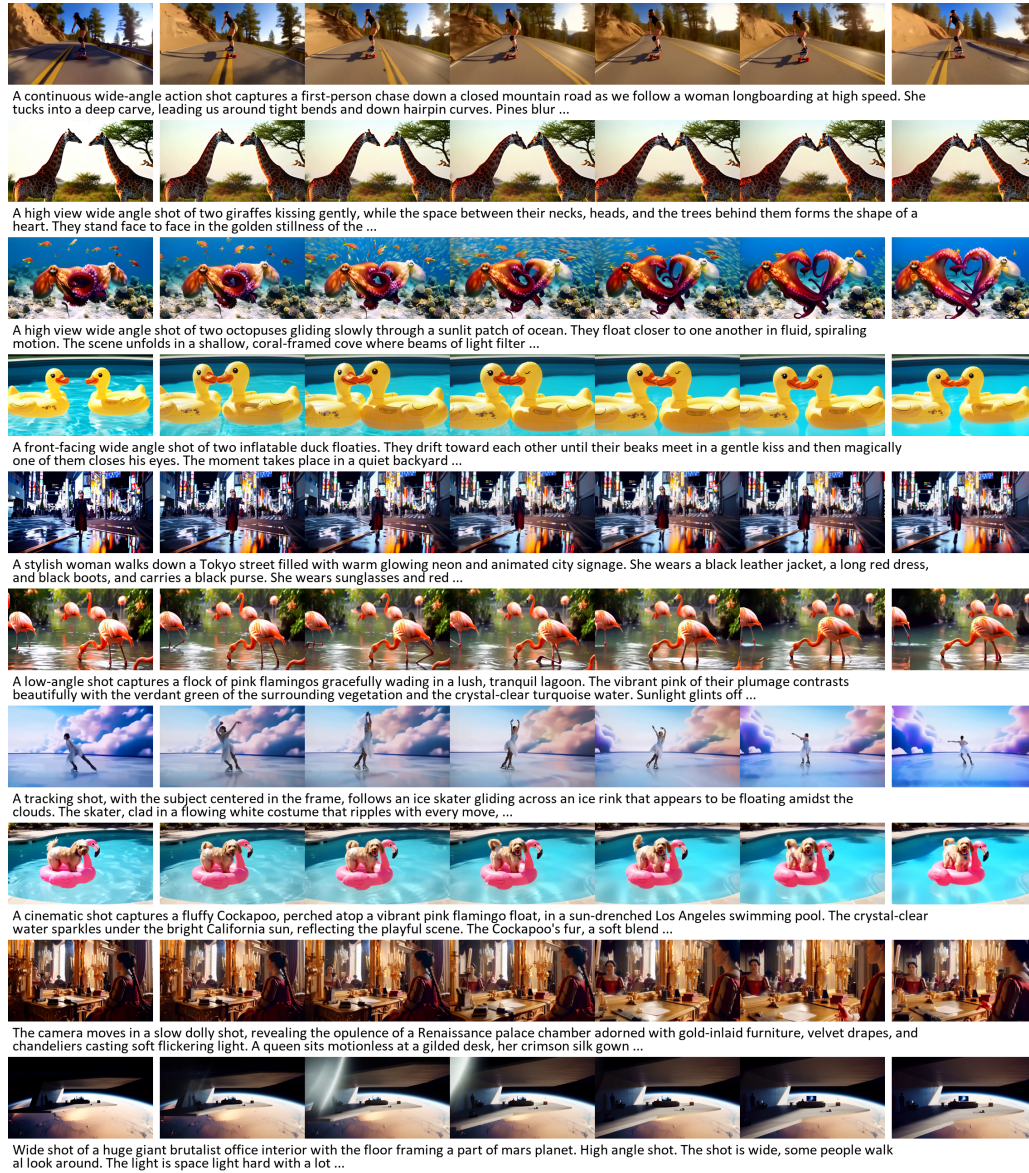 A continuous wide-angle action shot captures a first-person chase down a closed mountain road as we follow a woman longboarding at high speed. She
tucks into a deep carve, leading us around tight bends and down hairpin curves. Pines blur ...
A high view wide angle shot of two giraffes kissing gently, while the space between their necks, heads, and the trees behind them forms the shape of a
heart. They stand face to face in the golden stillness of the ...
A high view wide angle shot of two octopuses gliding slowly through a sunlit patch of ocean. They float closer to one another in fluid, spiraling
motion. The scene unfolds in a shallow, coral-framed cove where beams of light filter ...
A front-facing wide angle shot of two inflatable duck floaties. They drift toward each other until their beaks meet in a gentle kiss and then magically
one of them closes his eyes. The moment takes place in a quiet backyard ...
A stylish woman walks down a Tokyo street filled with warm glowing neon and animated city signage. She wears a black leather jacket, a long red dress,
and black boots, and carries a black purse. She wears sunglasses and red ...
A low-angle shot captures a flock of pink flamingos gracefully wading in a lush, tranquil lagoon. The vibrant pink of their plumage contrasts
beautifully with the verdant green of the surrounding vegetation and the crystal-clear turquoise water. Sunlight glints off ...
A tracking shot, with the subject centered in the frame, follows an ice skater gliding across an ice rink that appears to be floating amidst the
clouds. The skater, clad in a flowing white costume that ripples with every move, ...
A cinematic shot captures a fluffy Cockapoo, perched atop a vibrant pink flamingo float, in a sun-drenched Los Angeles swimming pool. The crystal-clear
water sparkles under the bright California sun, reflecting the playful scene. The Cockapoo's fur, a soft blend ...
The camera moves in a slow dolly shot, revealing the opulence of a Renaissance palace chamber adorned with gold-inlaid furniture, velvet drapes, and
chandeliers casting soft flickering light. A queen sits motionless at a gilded desk, her crimson silk gown ...
Wide shot of a huge giant brutalist office interior with the floor framing a part of mars planet. High angle shot. The shot is wide, some people walk
al look around. The light is space light hard with a lot ...